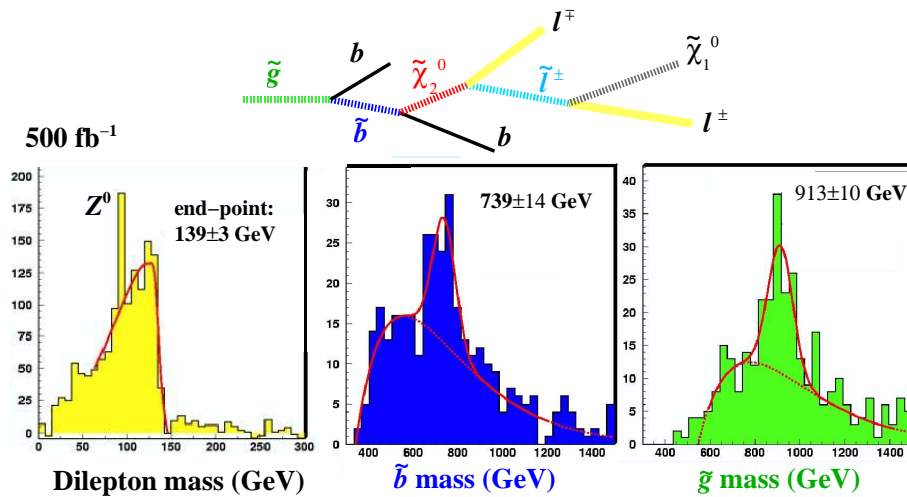 l∓
b
g̃
χ̃₂⁰
l̃±
χ̃₁⁰
b̃
b
l±
500 fb⁻¹
Z⁰
end−point:
139±3 GeV
200
175
150
125
100
75
50
25
0
0 50 100 150 200 250 300
Dilepton mass (GeV)
739±14 GeV
35
30
25
20
15
10
5
0
400 600 800 1000 1200 1400
b̃ mass (GeV)
913±10 GeV
40
35
30
25
20
15
10
5
0
400 600 800 1000 1200 1400
g̃ mass (GeV)